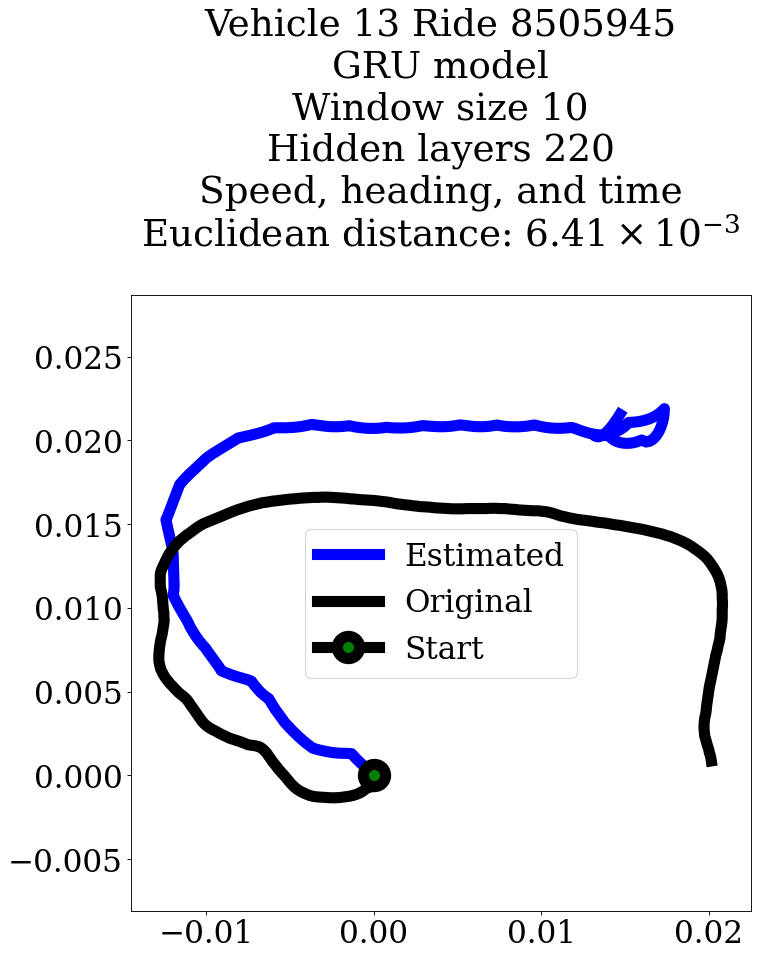 Vehicle 13 Ride 8505945
GRU model
Window size 10
Hidden layers 220
Speed, heading, and time
Euclidean distance: 6.41 × 10⁻³
0.025
0.020
0.015
0.010
0.005
0.000
−0.005
Estimated
Original
Start
−0.01 0.00 0.01 0.02